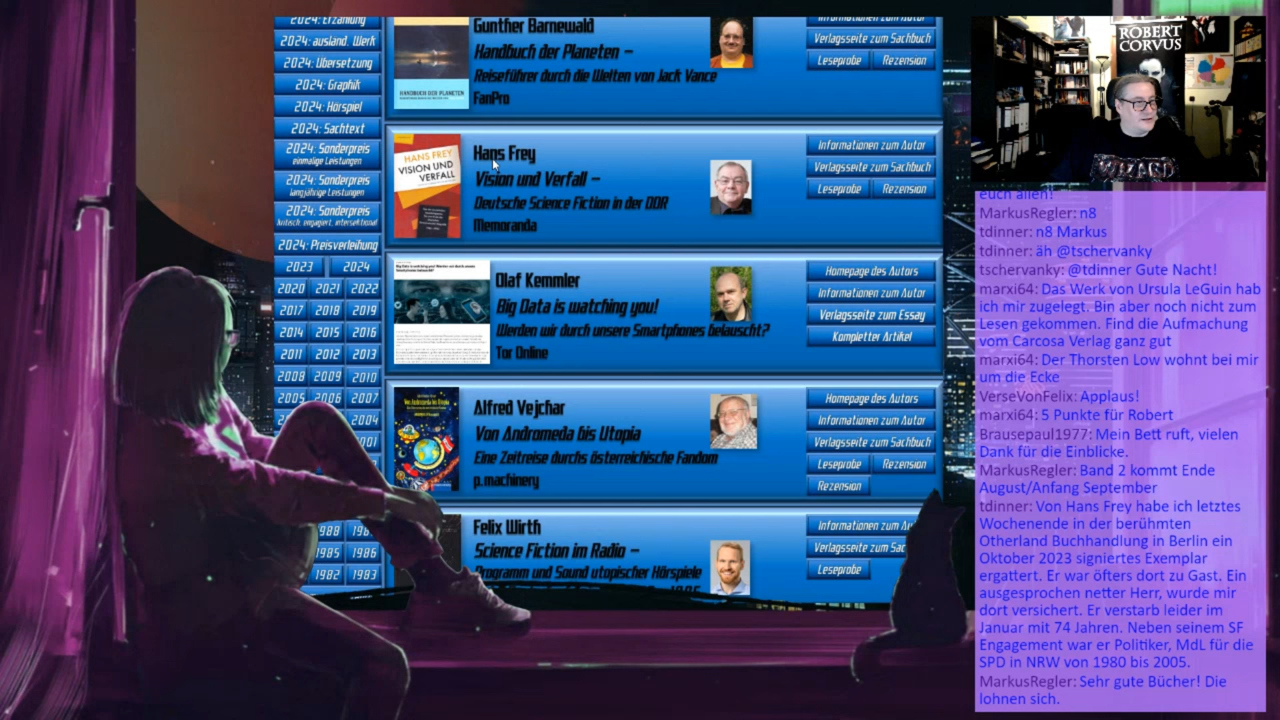 2024: Erzählung
2024: ausländ. Werk
2024: Übersetzung
2024: Graphik
2024: Hörspiel
2024: Sachtext
2024: Sonderpreis
einmalige Leistungen
2024: Sonderpreis
langjährige Leistungen
2024: Sonderpreis
kritisch, engagiert, intersektional
2024: Preisverleihung
2023 2024
2020 2021 2022
2017 2018 2019
2014 2015 2016
2011 2012 2013
2008 2009 2010
2005 2006 2007
2004
1985 1986
1982 1983
Gunther Barnewald
Handbuch der Planeten –
Reiseführer durch die Welten von Jack Vance
FanPro
HANDBUCH DER PLANETEN
Informationen zum Autor
Verlagsseite zum Sachbuch
Leseprobe Rezension
Hans Frey
Vision und Verfall –
Deutsche Science Fiction in der DDR
Memoranda
HANS FREY
VISION UND
VERFALL
Informationen zum Autor
Verlagsseite zum Sachbuch
Leseprobe Rezension
Olaf Kemmler
Big Data is watching you!
Werden wir durch unsere Smartphones belauscht?
Tor Online
Homepage des Autors
Informationen zum Autor
Verlagsseite zum Essay
Kompletter Artikel
Alfred Vejchar
Von Andromeda bis Utopia
Eine Zeitreise durchs österreichische Fandom
p.machinery
Homepage des Autors
Informationen zum Autor
Verlagsseite zum Sachbuch
Leseprobe Rezension
Rezension
Felix Wirth
Science Fiction im Radio –
Programm und Sound utopischer Hörspiele
Informationen zum Au
Verlagsseite zum Sac
Leseprobe
ROBERT
CORVUS
euch allen!
MarkusRegler: n8
tdinner: n8 Markus
tdinner: äh @tschervanky
tschervanky: @tdinner Gute Nacht!
marxi64: Das Werk von Ursula LeGuin hab
ich mir zugelegt. Bin aber noch nicht zum
Lesen gekommen. Find die Aufmachung
vom Carcosa Verlag ganz gut
marxi64: Der Thorsten Low wohnt bei mir
um die Ecke
VerseVonFelix: Applaus!
marxi64: 5 Punkte für Robert
Brausepaul1977: Mein Bett ruft, vielen
Dank für die Einblicke.
MarkusRegler: Band 2 kommt Ende
August/Anfang September
tdinner: Von Hans Frey habe ich letztes
Wochenende in der berühmten
Otherland Buchhandlung in Berlin ein
Oktober 2023 signiertes Exemplar
ergattert. Er war öfters dort zu Gast. Ein
ausgesprochen netter Herr, wurde mir
dort versichert. Er verstarb leider im
Januar mit 74 Jahren. Neben seinem SF
Engagement war er Politiker, MdL für die
SPD in NRW von 1980 bis 2005.
MarkusRegler: Sehr gute Bücher! Die
lohnen sich.